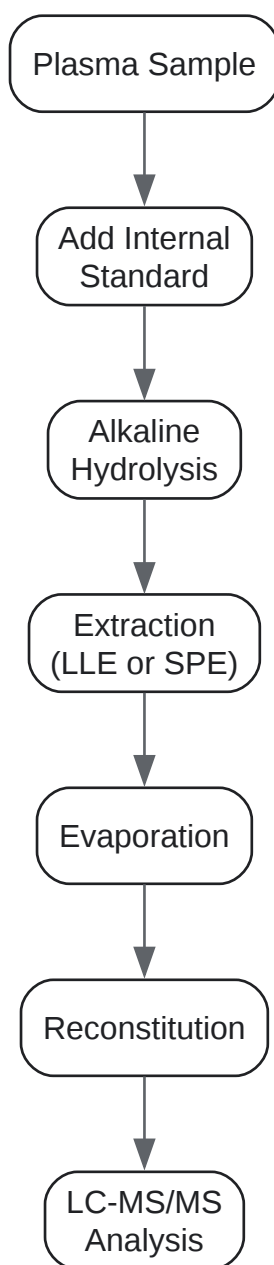 Plasma Sample
Add Internal
Standard
Alkaline
Hydrolysis
Extraction
(LLE or SPE)
Evaporation
Reconstitution
LC-MS/MS
Analysis